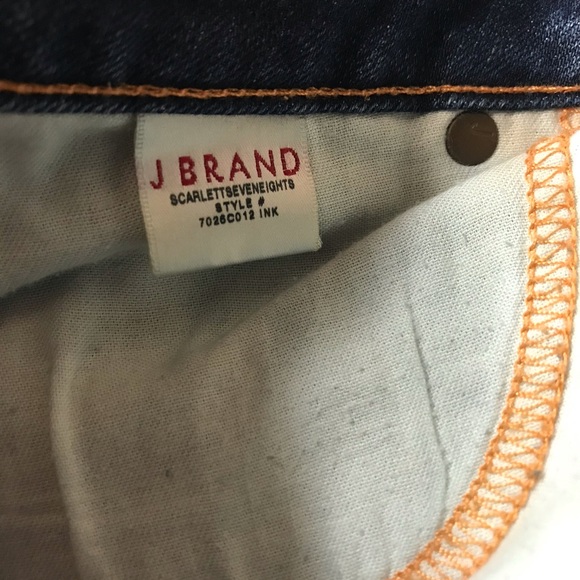 J BRAND
SCARLETTSEVENEIGHTS
STYLE #
7026C012 INK